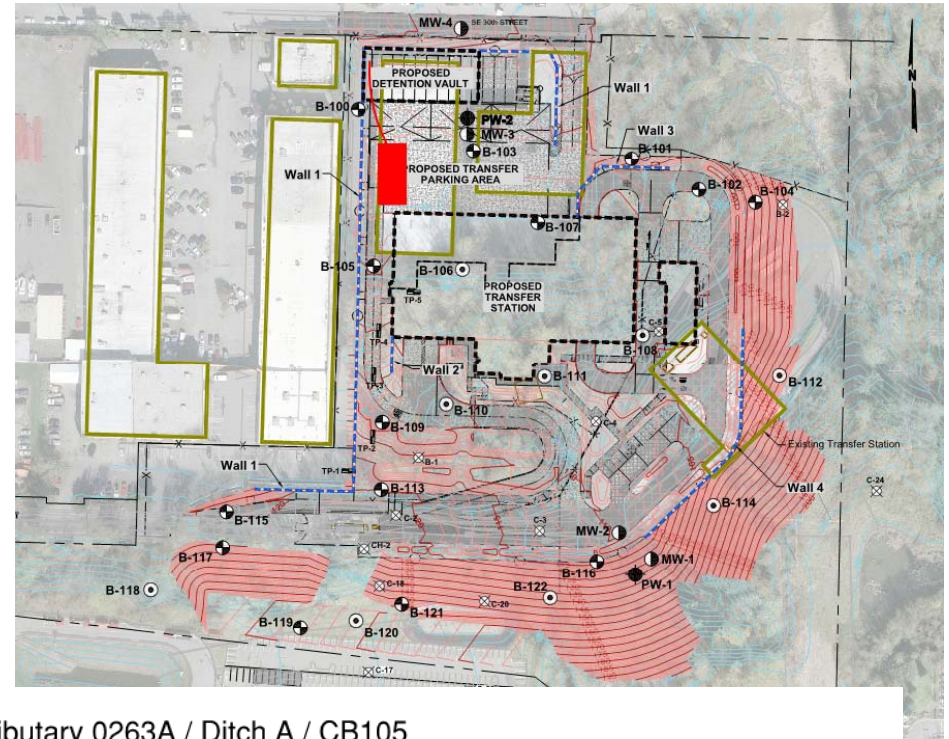 MW-4
SE 30th STREET
N
PROPOSED
DETENTION VAULT
Wall 1
B-100
PW-2
MW-3
B-103
Wall 3
B-101
B-102
B-104
B-2
Wall 1
PROPOSED TRANSFER
PARKING AREA
B-107
B-105
B-106
TP-5
PROPOSED
TRANSFER
STATION
C-5
B-108
TP-4
TP-3
Wall 2
B-111
B-112
B-110
B-109
C-4
Existing Transfer Station
TP-2
B-1
Wall 1
TP-1
B-113
Wall 4
C-24
B-114
B-115
C-2
C-3
MW-2
B-117
CH-2
B-116
MW-1
PW-1
B-118
C-18
B-122
C-20
B-121
B-119
B-120
C-17
ibutary 0263A / Ditch A / CB105